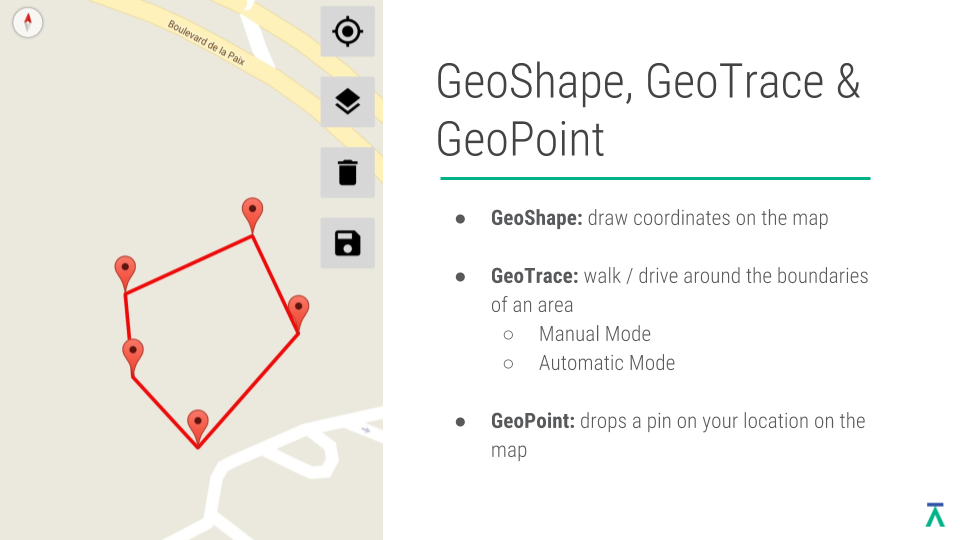 Boulevard de la Paix
GeoShape, GeoTrace &
GeoPoint
● GeoShape: draw coordinates on the map
● GeoTrace: walk / drive around the boundaries
of an area
○ Manual Mode
○ Automatic Mode
● GeoPoint: drops a pin on your location on the
map